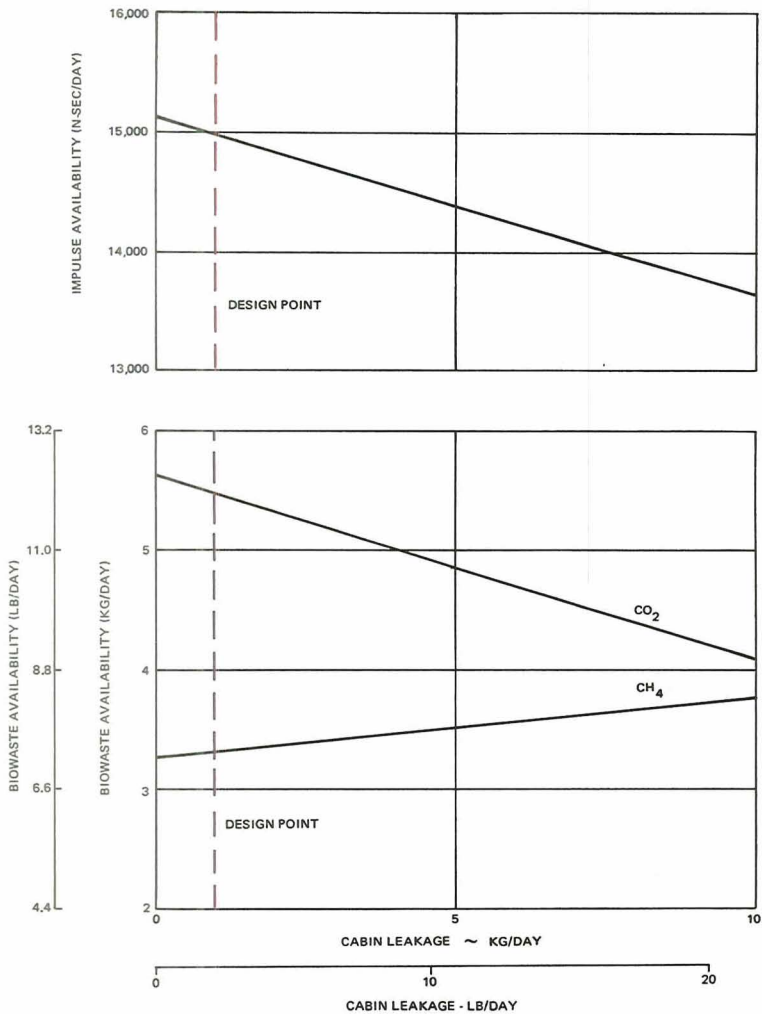 IMPULSE AVAILABILITY (N-SEC/DAY)
16,000
15,000
14,000
13,000
DESIGN POINT
BIOWASTE AVAILABILITY (LB/DAY)
13.2
11.0
8.8
6.6
4.4
BIOWASTE AVAILABILITY (KG/DAY)
6
5
4
3
2
CO2
CH4
DESIGN POINT
0 5 10
CABIN LEAKAGE ~ KG/DAY
0 10 20
CABIN LEAKAGE - LB/DAY